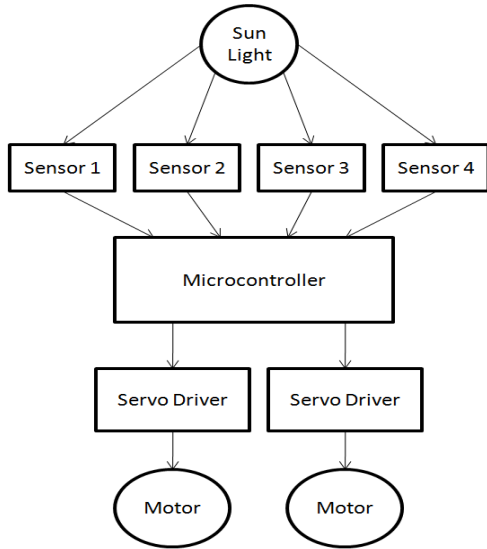 Sun
Light
Sensor 1
Sensor 2
Sensor 3
Sensor 4
Microcontroller
Servo Driver
Servo Driver
Motor
Motor